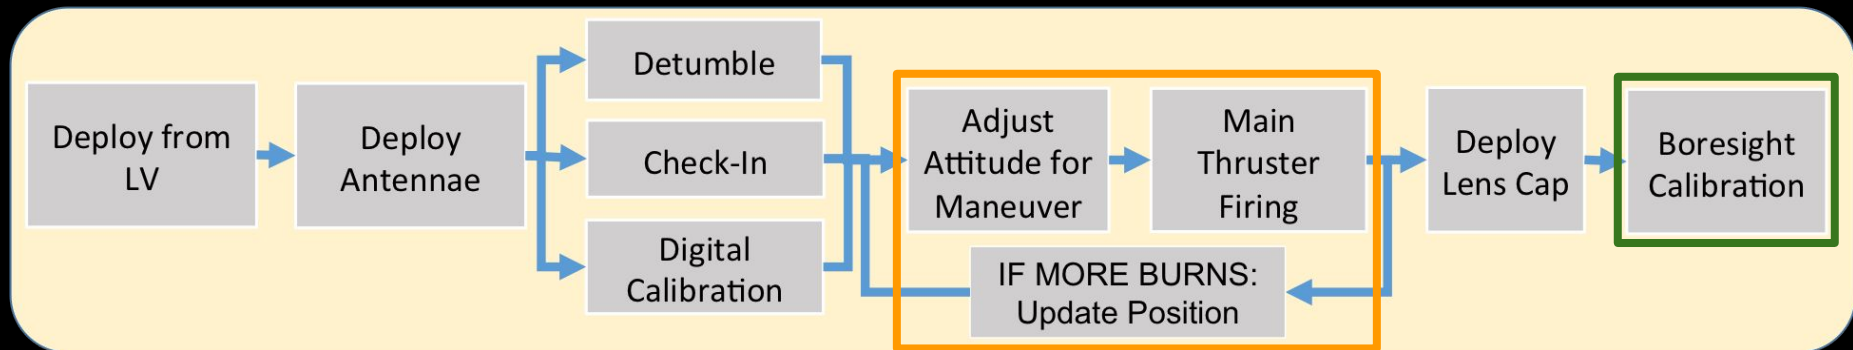 Deploy from
LV
Deploy
Antennae
Detumble
Check-In
Digital
Calibration
Adjust
Attitude for
Maneuver
Main
Thruster
Firing
IF MORE BURNS:
Update Position
Deploy
Lens Cap
Boresight
Calibration